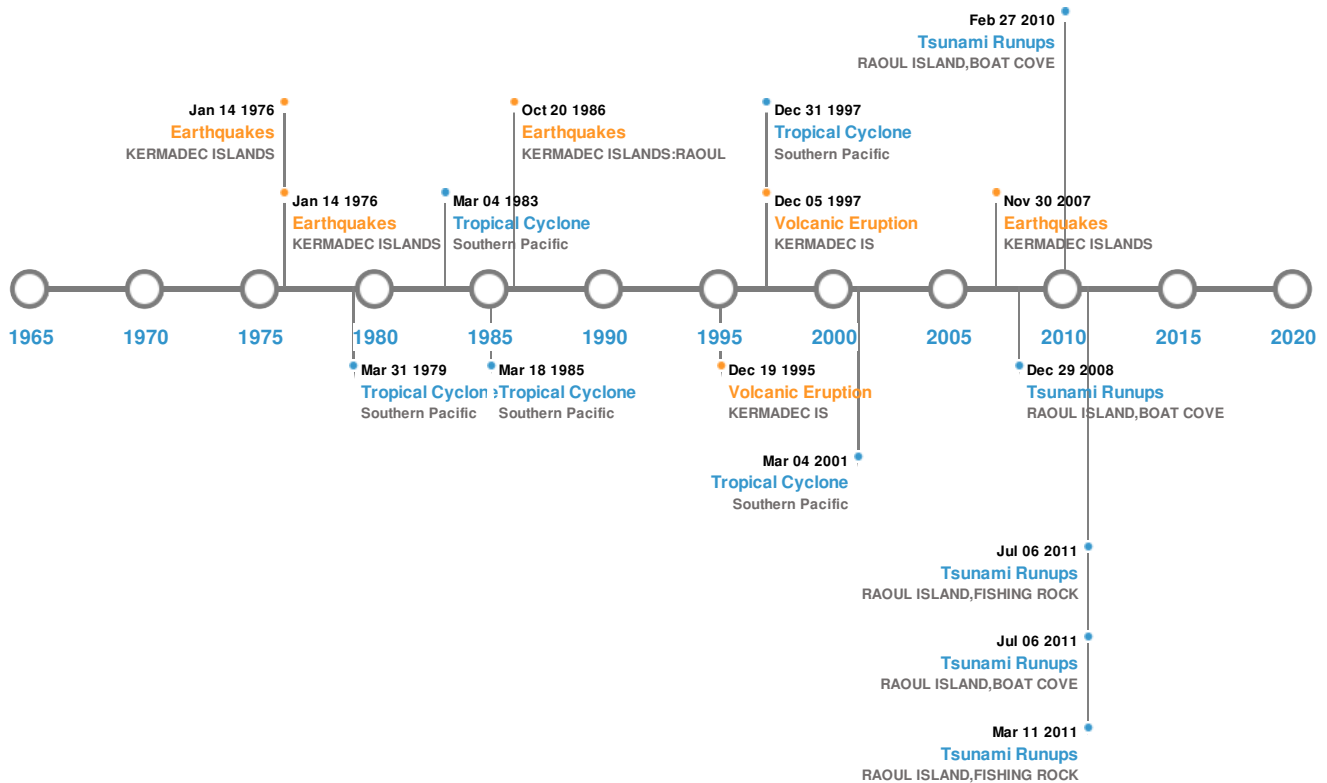 Feb 27 2010
Tsunami Runups
RAOUL ISLAND,BOAT COVE
Jan 14 1976
Earthquakes
KERMADEC ISLANDS
Oct 20 1986
Earthquakes
KERMADEC ISLANDS:RAOUL
Dec 31 1997
Tropical Cyclone
Southern Pacific
Jan 14 1976
Earthquakes
KERMADEC ISLANDS
Mar 04 1983
Tropical Cyclone
Southern Pacific
Dec 05 1997
Volcanic Eruption
KERMADEC IS
Nov 30 2007
Earthquakes
KERMADEC ISLANDS
1965 1970 1975 1980 1985 1990 1995 2000 2005 2010 2015 2020
Mar 31 1979
Tropical Cyclone
Southern Pacific
Mar 18 1985
Tropical Cyclone
Southern Pacific
Dec 19 1995
Volcanic Eruption
KERMADEC IS
Dec 29 2008
Tsunami Runups
RAOUL ISLAND,BOAT COVE
Mar 04 2001
Tropical Cyclone
Southern Pacific
Jul 06 2011
Tsunami Runups
RAOUL ISLAND,FISHING ROCK
Jul 06 2011
Tsunami Runups
RAOUL ISLAND,BOAT COVE
Mar 11 2011
Tsunami Runups
RAOUL ISLAND,FISHING ROCK